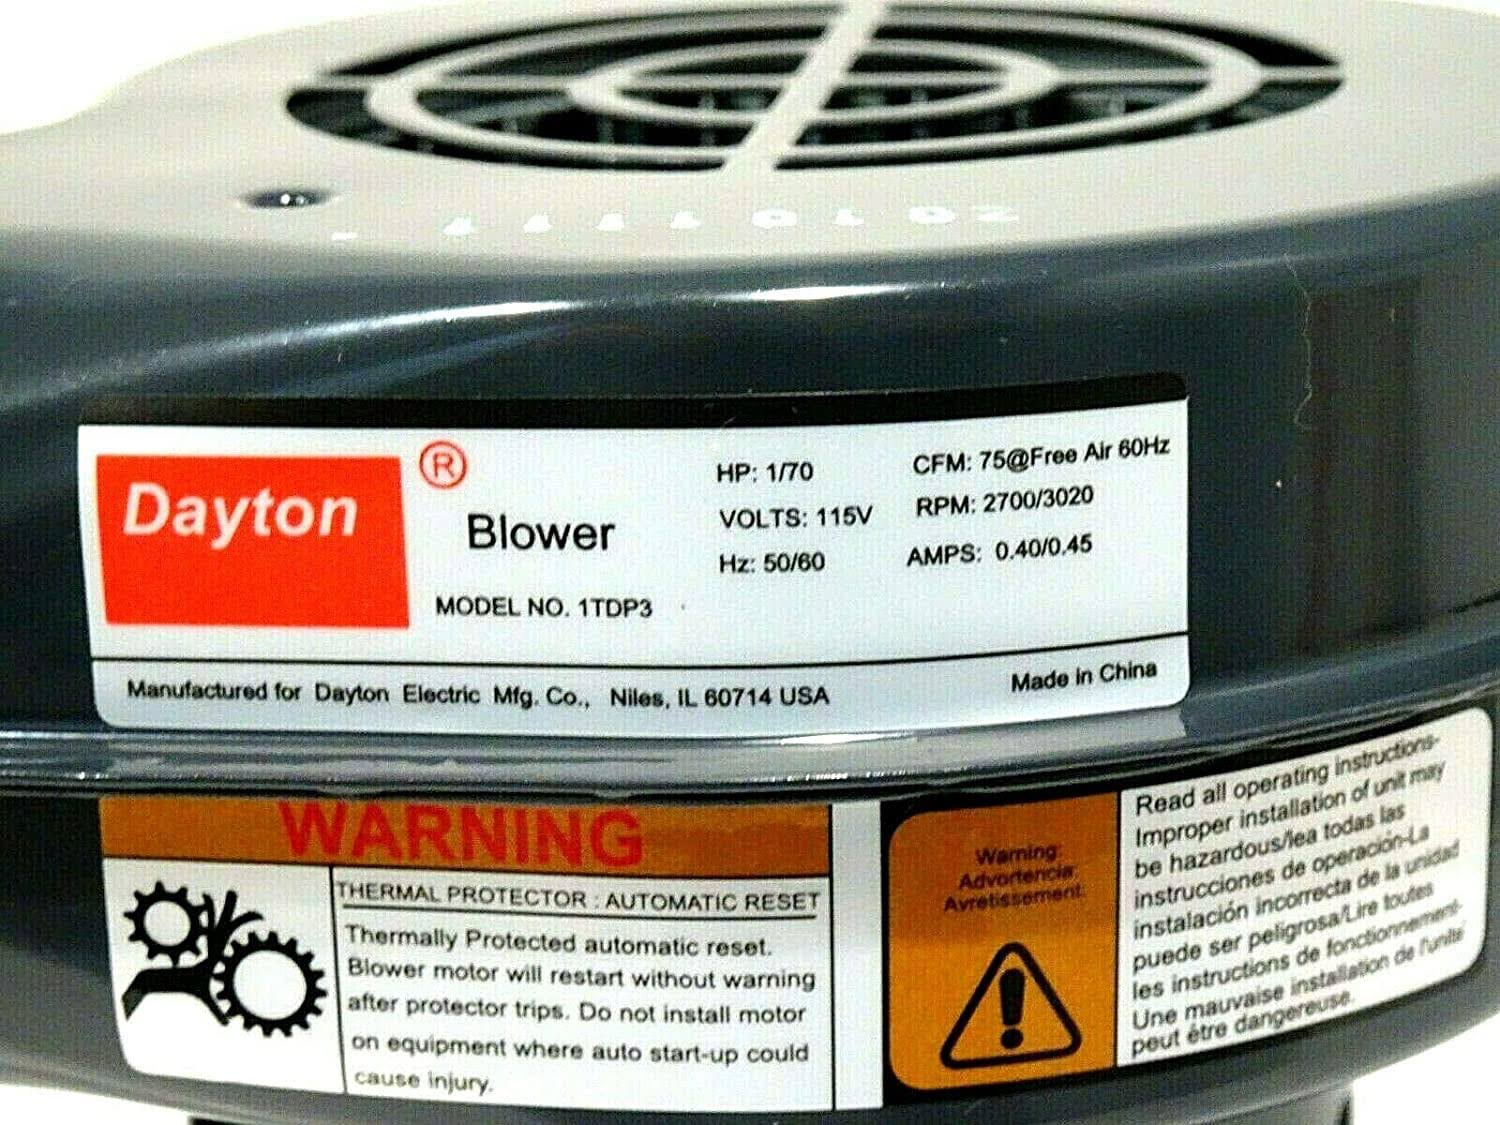 Dayton ®
Blower
MODEL NO. 1TDP3
HP: 1/70
VOLTS: 115V
Hz: 50/60
CFM: 75@Free Air 60Hz
RPM: 2700/3020
AMPS: 0.40/0.45
Manufactured for Dayton Electric Mfg. Co., Niles, IL 60714 USA
Made in China
WARNING
THERMAL PROTECTOR : AUTOMATIC RESET
Thermally Protected automatic reset.
Blower motor will restart without warning
after protector trips. Do not install motor
on equipment where auto start-up could
cause injury.
Warning:
Advertencia:
Avretissement:
Read all operating instructions-
Improper installation of unit may
be hazardous/lea todas las
instrucciones de operación-La
instalación incorrecta de la unidad
puede ser peligrosa/Lire toutes
les instructions de fonctionnement-
Une mauvaise installation de l'unité
peut être dangereuse.